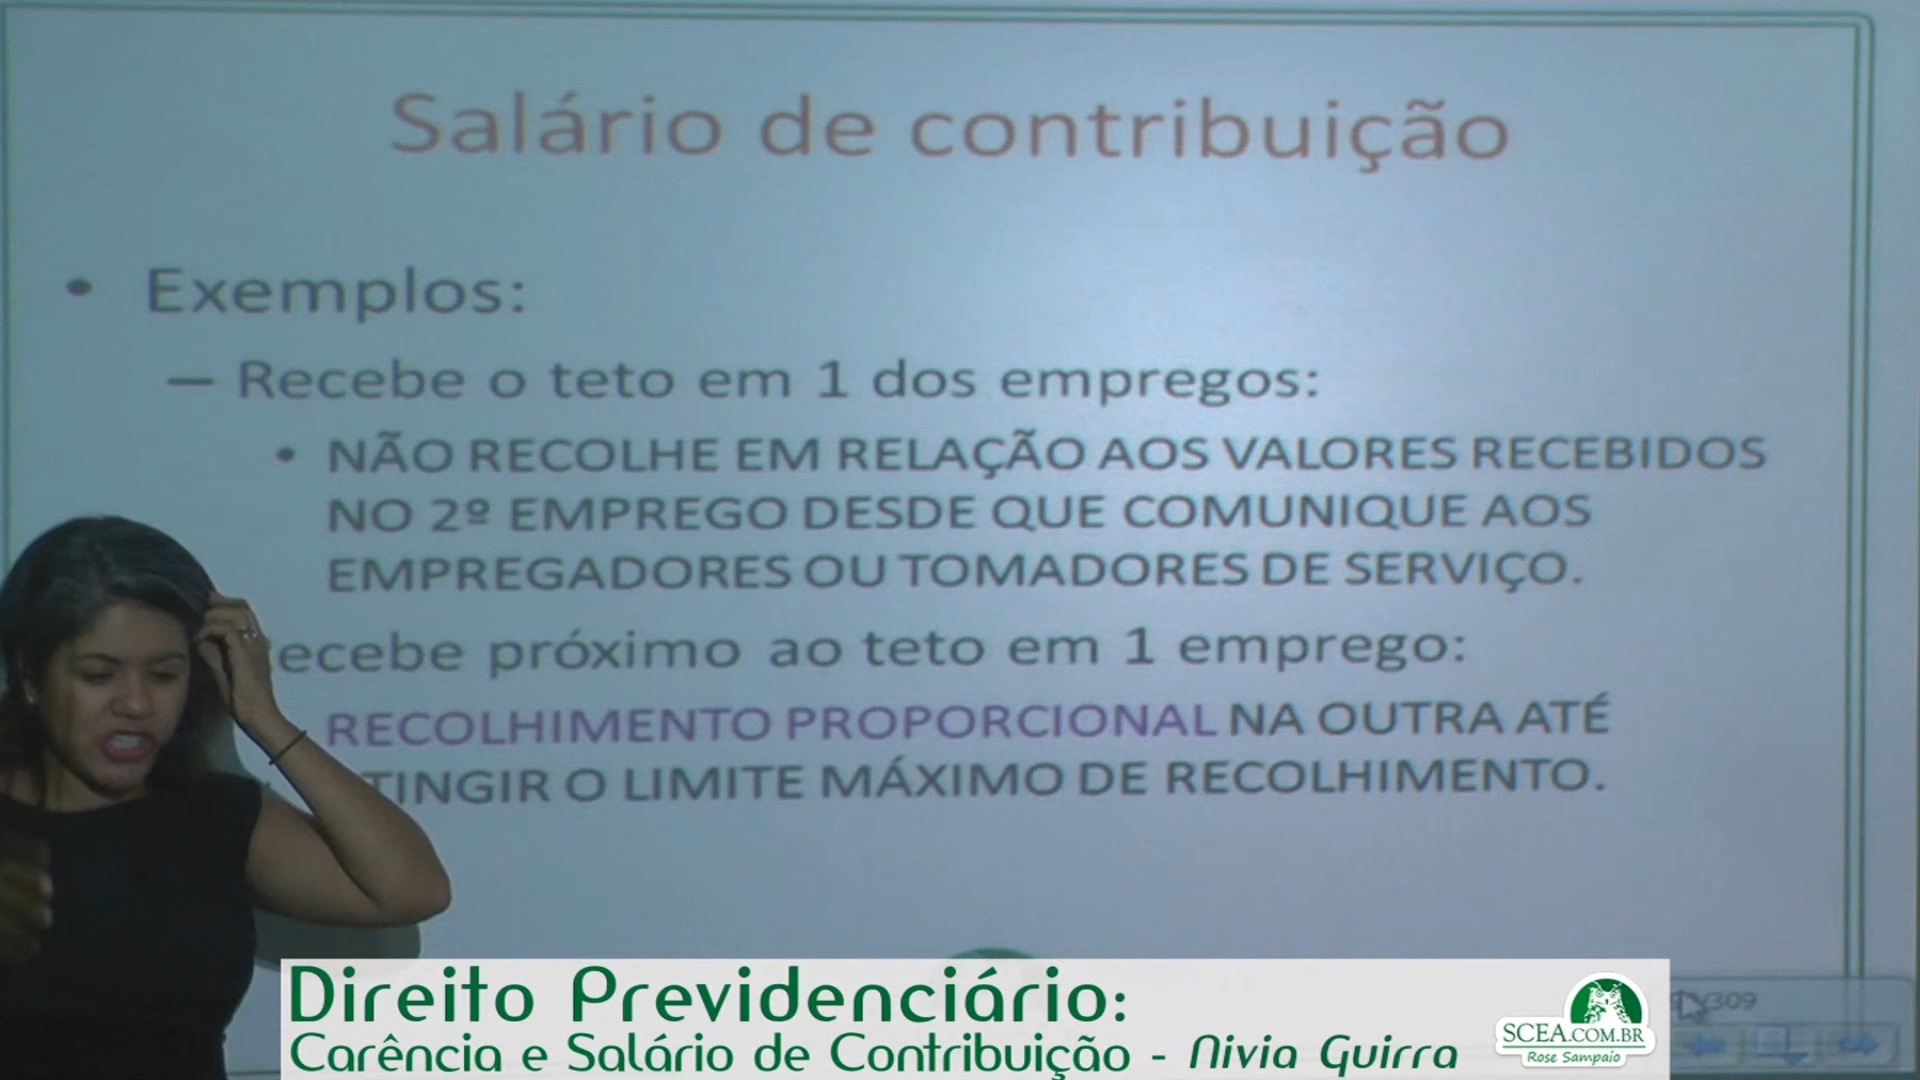 Salário de contribuição
• Exemplos:
– Recebe o teto em 1 dos empregos:
• NÃO RECOLHE EM RELAÇÃO AOS VALORES RECEBIDOS
NO 2º EMPREGO DESDE QUE COMUNIQUE AOS
EMPREGADORES OU TOMADORES DE SERVIÇO.
ecebe próximo ao teto em 1 emprego:
RECOLHIMENTO PROPORCIONAL NA OUTRA ATÉ
TINGIR O LIMITE MÁXIMO DE RECOLHIMENTO.
Direito Previdenciário:
Carência e Salário de Contribuição - Nivia Guirra
SCEA.COM.BR
Rose Sampaio
/309